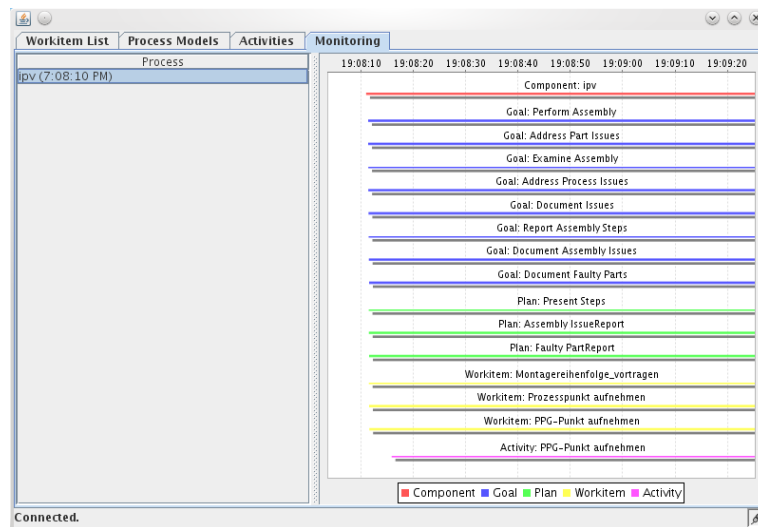 Workitem List Process Models Activities Monitoring
Process
ipv (7:08:10 PM)
19:08:10 19:08:20 19:08:30 19:08:40 19:08:50 19:09:00 19:09:10 19:09:20
Component: ipv
Goal: Perform Assembly
Goal: Address Part Issues
Goal: Examine Assembly
Goal: Address Process Issues
Goal: Document Issues
Goal: Report Assembly Steps
Goal: Document Assembly Issues
Goal: Document Faulty Parts
Plan: Present Steps
Plan: Assembly IssueReport
Plan: Faulty PartReport
Workitem: Montagereihenfolge_vortragen
Workitem: Prozesspunkt aufnehmen
Workitem: PPG-Punkt aufnehmen
Activity: PPG-Punkt aufnehmen
Component Goal Plan Workitem Activity
Connected.